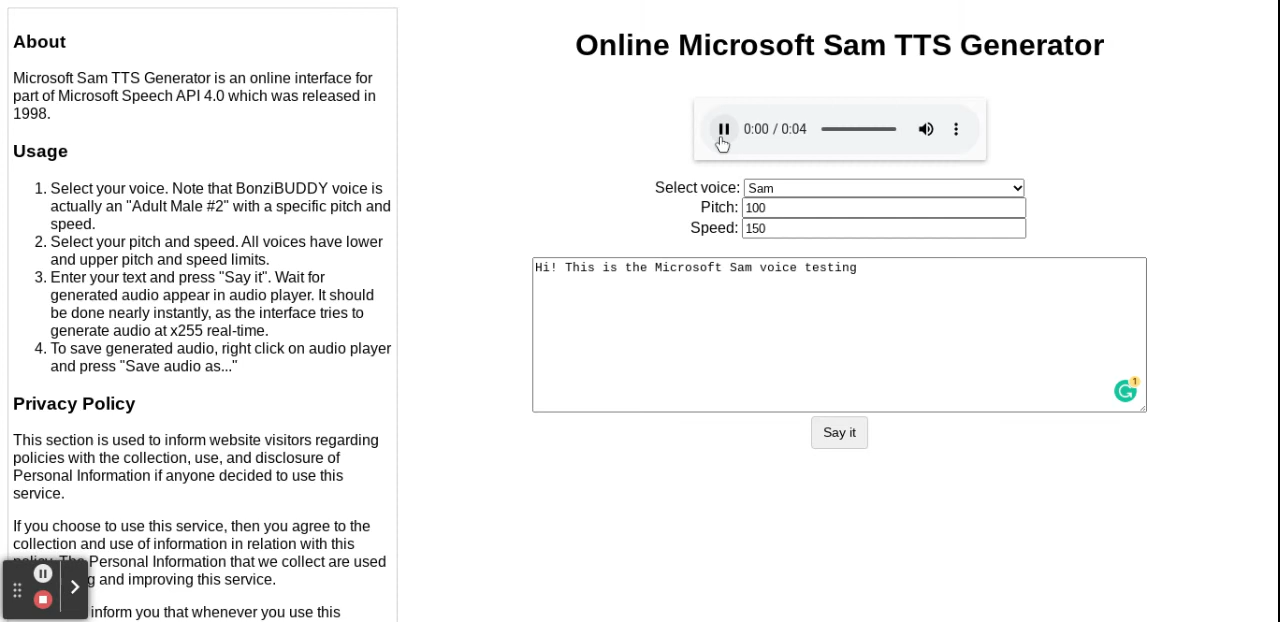 About
Microsoft Sam TTS Generator is an online interface for
part of Microsoft Speech API 4.0 which was released in
1998.
Usage
1. Select your voice. Note that BonziBUDDY voice is
actually an "Adult Male #2" with a specific pitch and
speed.
2. Select your pitch and speed. All voices have lower
and upper pitch and speed limits.
3. Enter your text and press "Say it". Wait for
generated audio appear in audio player. It should
be done nearly instantly, as the interface tries to
generate audio at x255 real-time.
4. To save generated audio, right click on audio player
and press "Save audio as..."
Privacy Policy
This section is used to inform website visitors regarding
policies with the collection, use, and disclosure of
Personal Information if anyone decided to use this
service.
If you choose to use this service, then you agree to the
collection and use of information in relation with this
Personal Information that we collect are used
and improving this service.
inform you that whenever you use this
Online Microsoft Sam TTS Generator
0:00 / 0:04
Select voice: Sam
Pitch: 100
Speed: 150
Hi! This is the Microsoft Sam voice testing
1
Say it